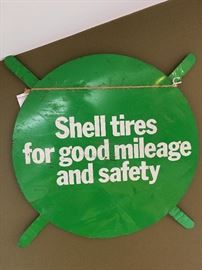 Shell tires
for good mileage
and safety